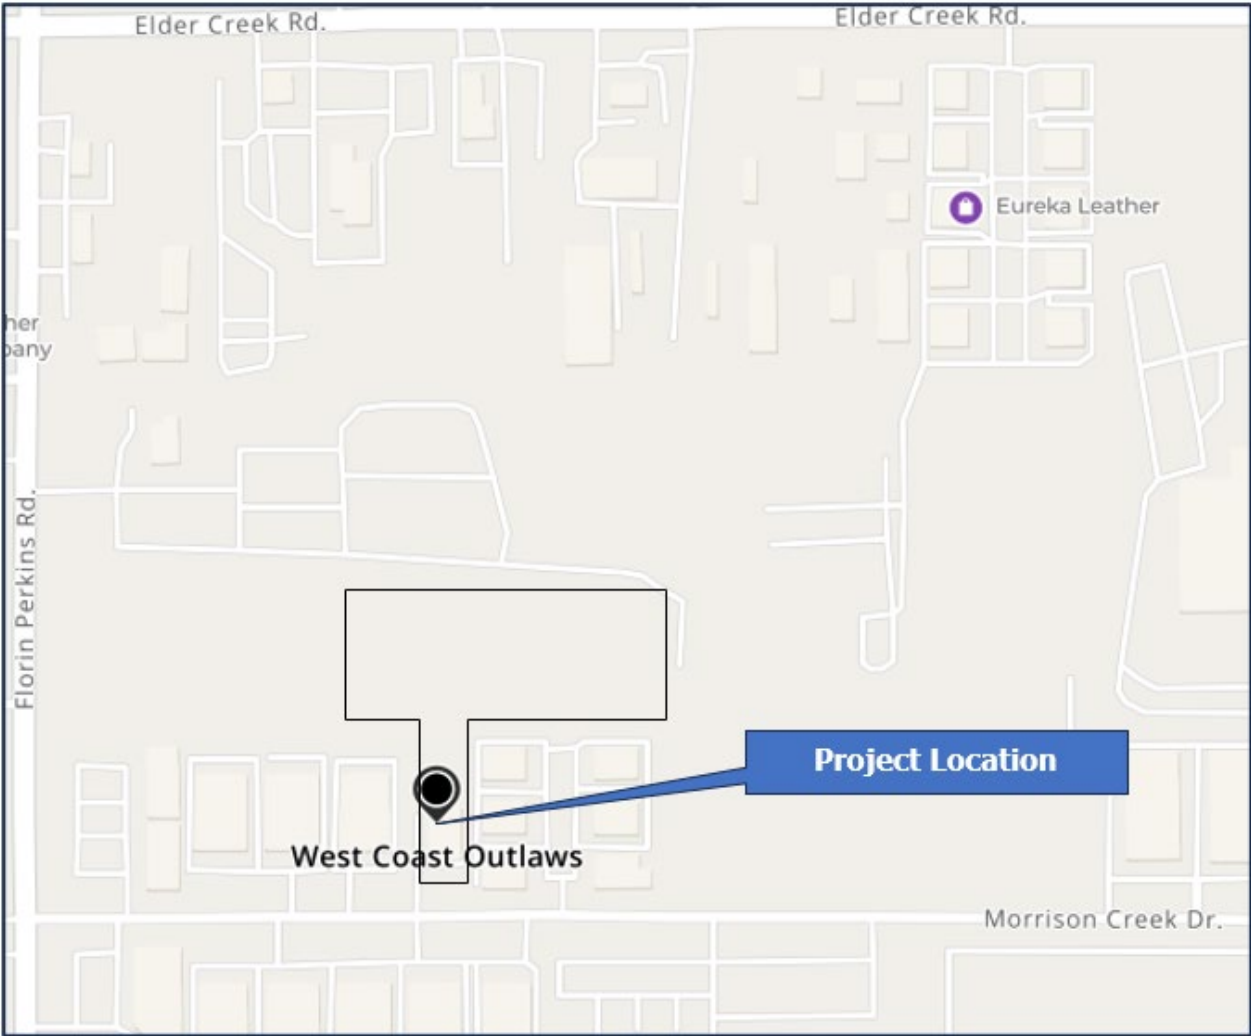 Elder Creek Rd.
Elder Creek Rd.
Eureka Leather
her
pany
Florin Perkins Rd.
Project Location
West Coast Outlaws
Morrison Creek Dr.